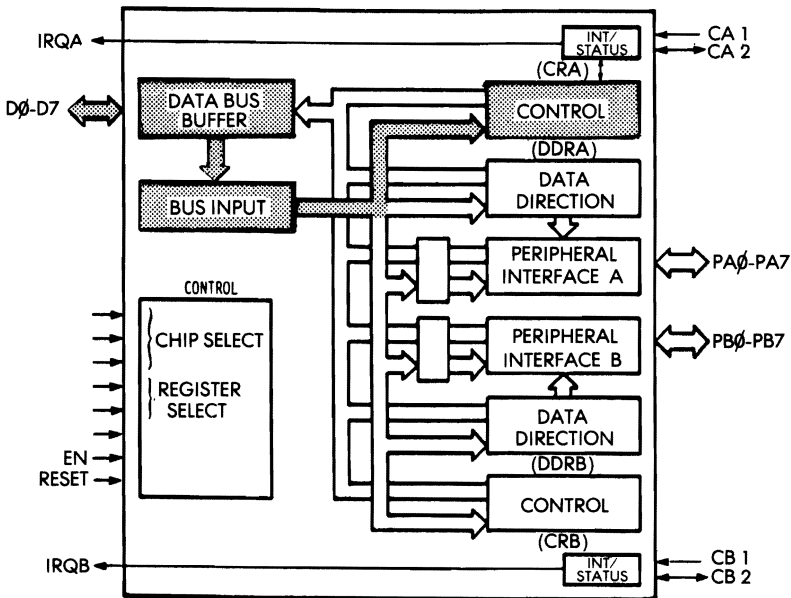 IRQA
INT/
STATUS
CA 1
CA 2
(CRA)
DØ-D7
DATA BUS
BUFFER
CONTROL
(DDRA)
DATA
DIRECTION
BUS INPUT
PERIPHERAL
INTERFACE A
PAØ-PA7
CONTROL
CHIP SELECT
REGISTER
SELECT
PERIPHERAL
INTERFACE B
PBØ-PB7
DATA
DIRECTION
(DDRB)
EN
RESET
CONTROL
(CRB)
IRQB
INT/
STATUS
CB 1
CB 2